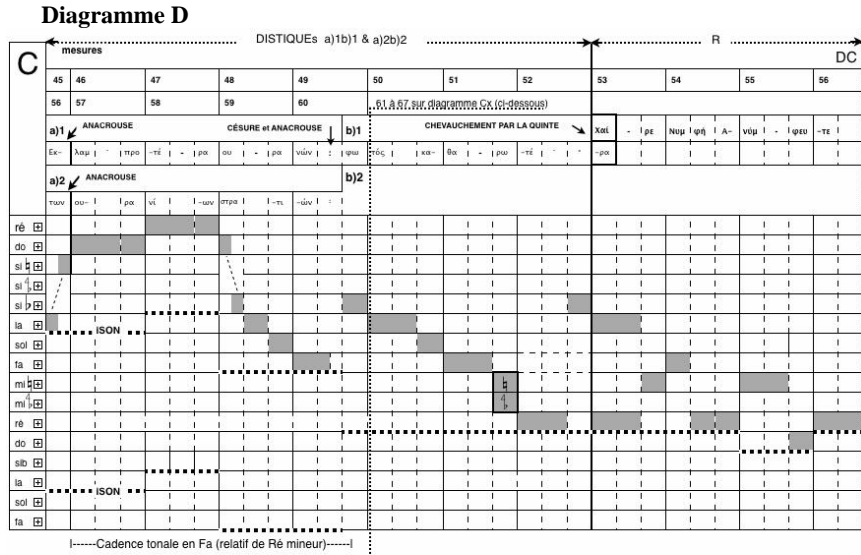 Diagramme D
DISTIQUES a)1b)1 & a)2b)2 R
C mesures DC
45 46 47 48 49 50 51 52 53 54 55 56
56 57 58 59 60 61 à 67 sur diagramme Cx (ci-dessous)
a)1 ANACROUSE CÉSURE et ANACROUSE b)1 CHEVAUCHEMENT PAR LA QUINTE Χαί - ρε Νυμ φή Α- νύμ - φευ -τε
Εκ- λαμ - προ -τέ - ρα ου - ρα νών : φω τός κα- θα - ρω -τέ - - -ρα
a)2 ANACROUSE b)2
των ου- ρα νί -ων στρα -τι -ών :
ré
do
si ♮
si
si ♭
la ISON
sol
fa
mi ♮ ♮
mi
ré
do
sib
la ISON
sol
fa
I------Cadence tonale en Fa (relatif de Ré mineur)------I